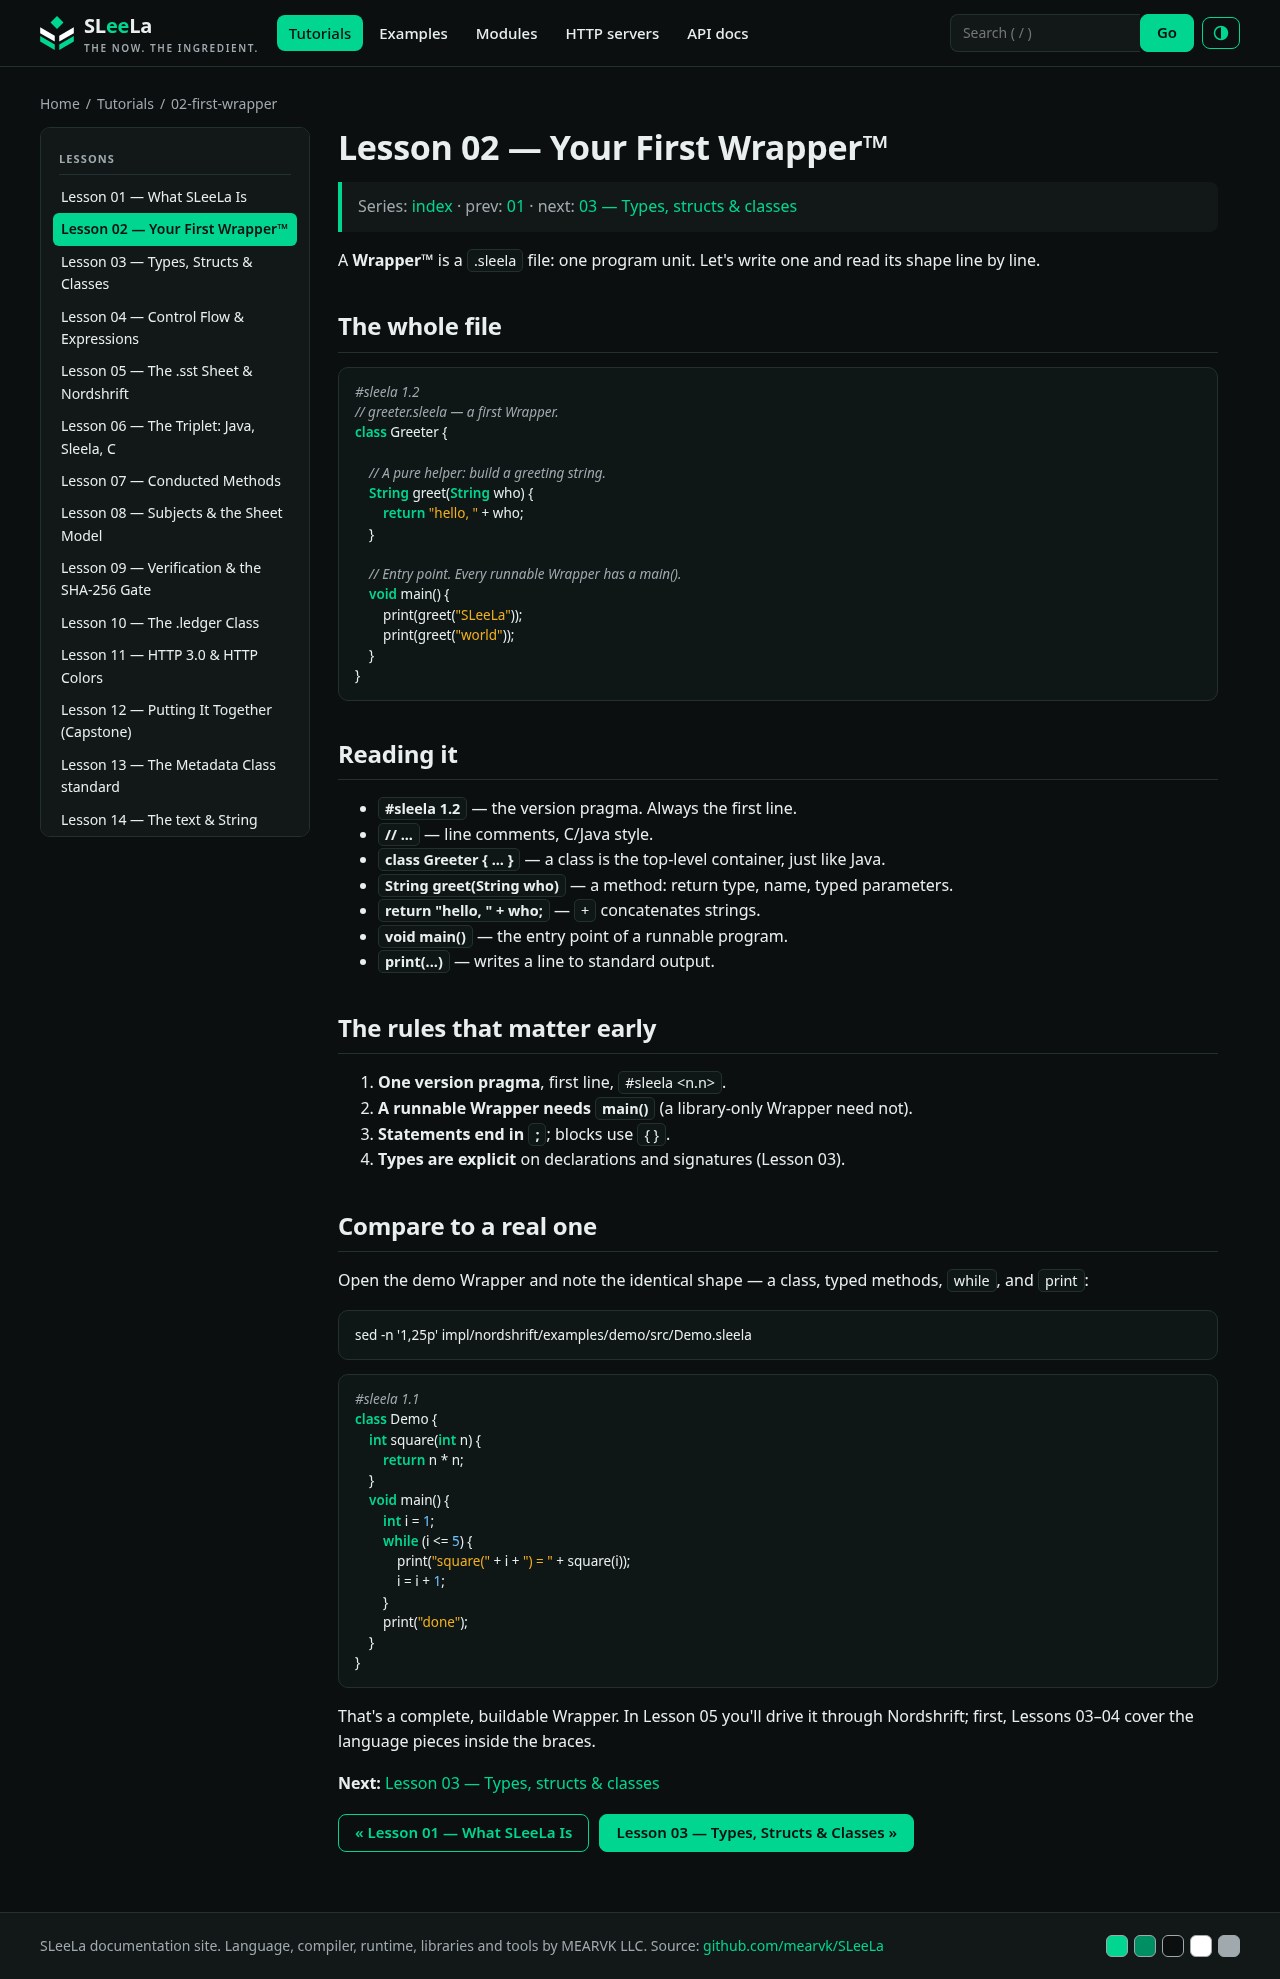 SLeeLa
THE NOW. THE INGREDIENT.
Tutorials
Examples
Modules
HTTP servers
API docs
Search ( / )
Go
Home / Tutorials / 02-first-wrapper
LESSONS
Lesson 01 — What SLeeLa Is
Lesson 02 — Your First Wrapper™
Lesson 03 — Types, Structs &
Classes
Lesson 04 — Control Flow &
Expressions
Lesson 05 — The .sst Sheet &
Nordshrift
Lesson 06 — The Triplet: Java,
Sleela, C
Lesson 07 — Conducted Methods
Lesson 08 — Subjects & the Sheet
Model
Lesson 09 — Verification & the
SHA-256 Gate
Lesson 10 — The .ledger Class
Lesson 11 — HTTP 3.0 & HTTP
Colors
Lesson 12 — Putting It Together
(Capstone)
Lesson 13 — The Metadata Class
standard
Lesson 14 — The text & String
Lesson 02 — Your First Wrapper™
Series: index · prev: 01 · next: 03 — Types, structs & classes
A Wrapper™ is a .sleela file: one program unit. Let's write one and read its shape line by line.
The whole file
#sleela 1.2
// greeter.sleela — a first Wrapper.
class Greeter {
// A pure helper: build a greeting string.
String greet(String who) {
return "hello, " + who;
}
// Entry point. Every runnable Wrapper has a main().
void main() {
print(greet("SLeeLa"));
print(greet("world"));
}
}
Reading it
• #sleela 1.2 — the version pragma. Always the first line.
• // ... — line comments, C/Java style.
• class Greeter { ... } — a class is the top-level container, just like Java.
• String greet(String who) — a method: return type, name, typed parameters.
• return "hello, " + who; — + concatenates strings.
• void main() — the entry point of a runnable program.
• print(...) — writes a line to standard output.
The rules that matter early
1. One version pragma, first line, #sleela <n.n>.
2. A runnable Wrapper needs main() (a library-only Wrapper need not).
3. Statements end in ;; blocks use { }.
4. Types are explicit on declarations and signatures (Lesson 03).
Compare to a real one
Open the demo Wrapper and note the identical shape — a class, typed methods, while, and print:
sed -n '1,25p' impl/nordshrift/examples/demo/src/Demo.sleela
#sleela 1.1
class Demo {
int square(int n) {
return n * n;
}
void main() {
int i = 1;
while (i <= 5) {
print("square(" + i + ") = " + square(i));
i = i + 1;
}
print("done");
}
}
That's a complete, buildable Wrapper. In Lesson 05 you'll drive it through Nordshrift; first, Lessons 03–04 cover the
language pieces inside the braces.
Next: Lesson 03 — Types, structs & classes
« Lesson 01 — What SLeeLa Is
Lesson 03 — Types, Structs & Classes »
SLeeLa documentation site. Language, compiler, runtime, libraries and tools by MEARVK LLC. Source: github.com/mearvk/SLeeLa